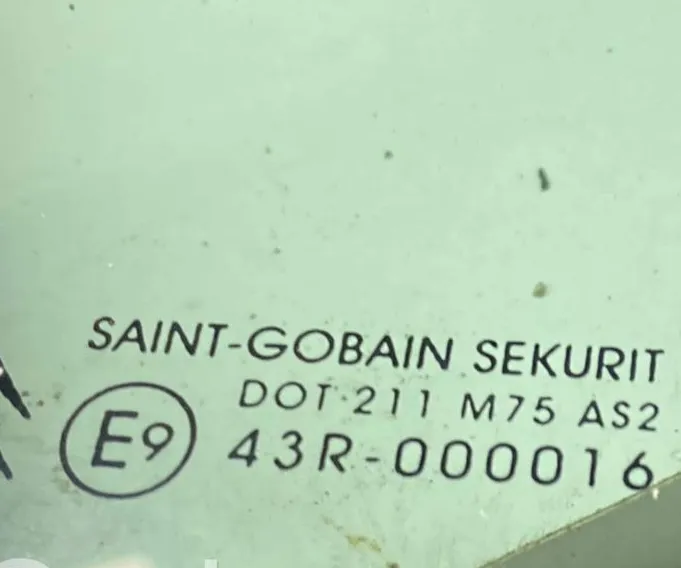 SAINT-GOBAIN SEKURIT
DOT·211 M75 AS2
E9 43R-000016